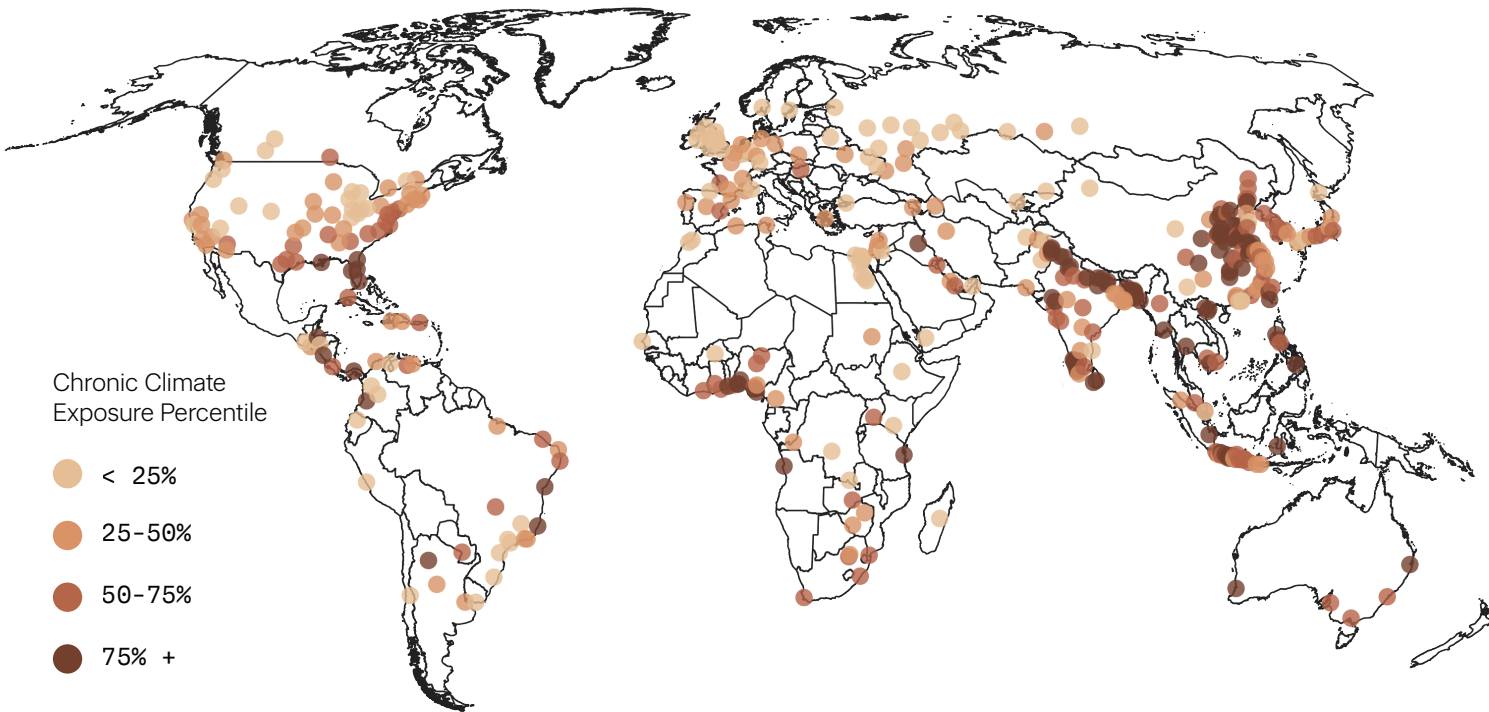 Chronic Climate
Exposure Percentile
< 25%
25-50%
50-75%
75% +